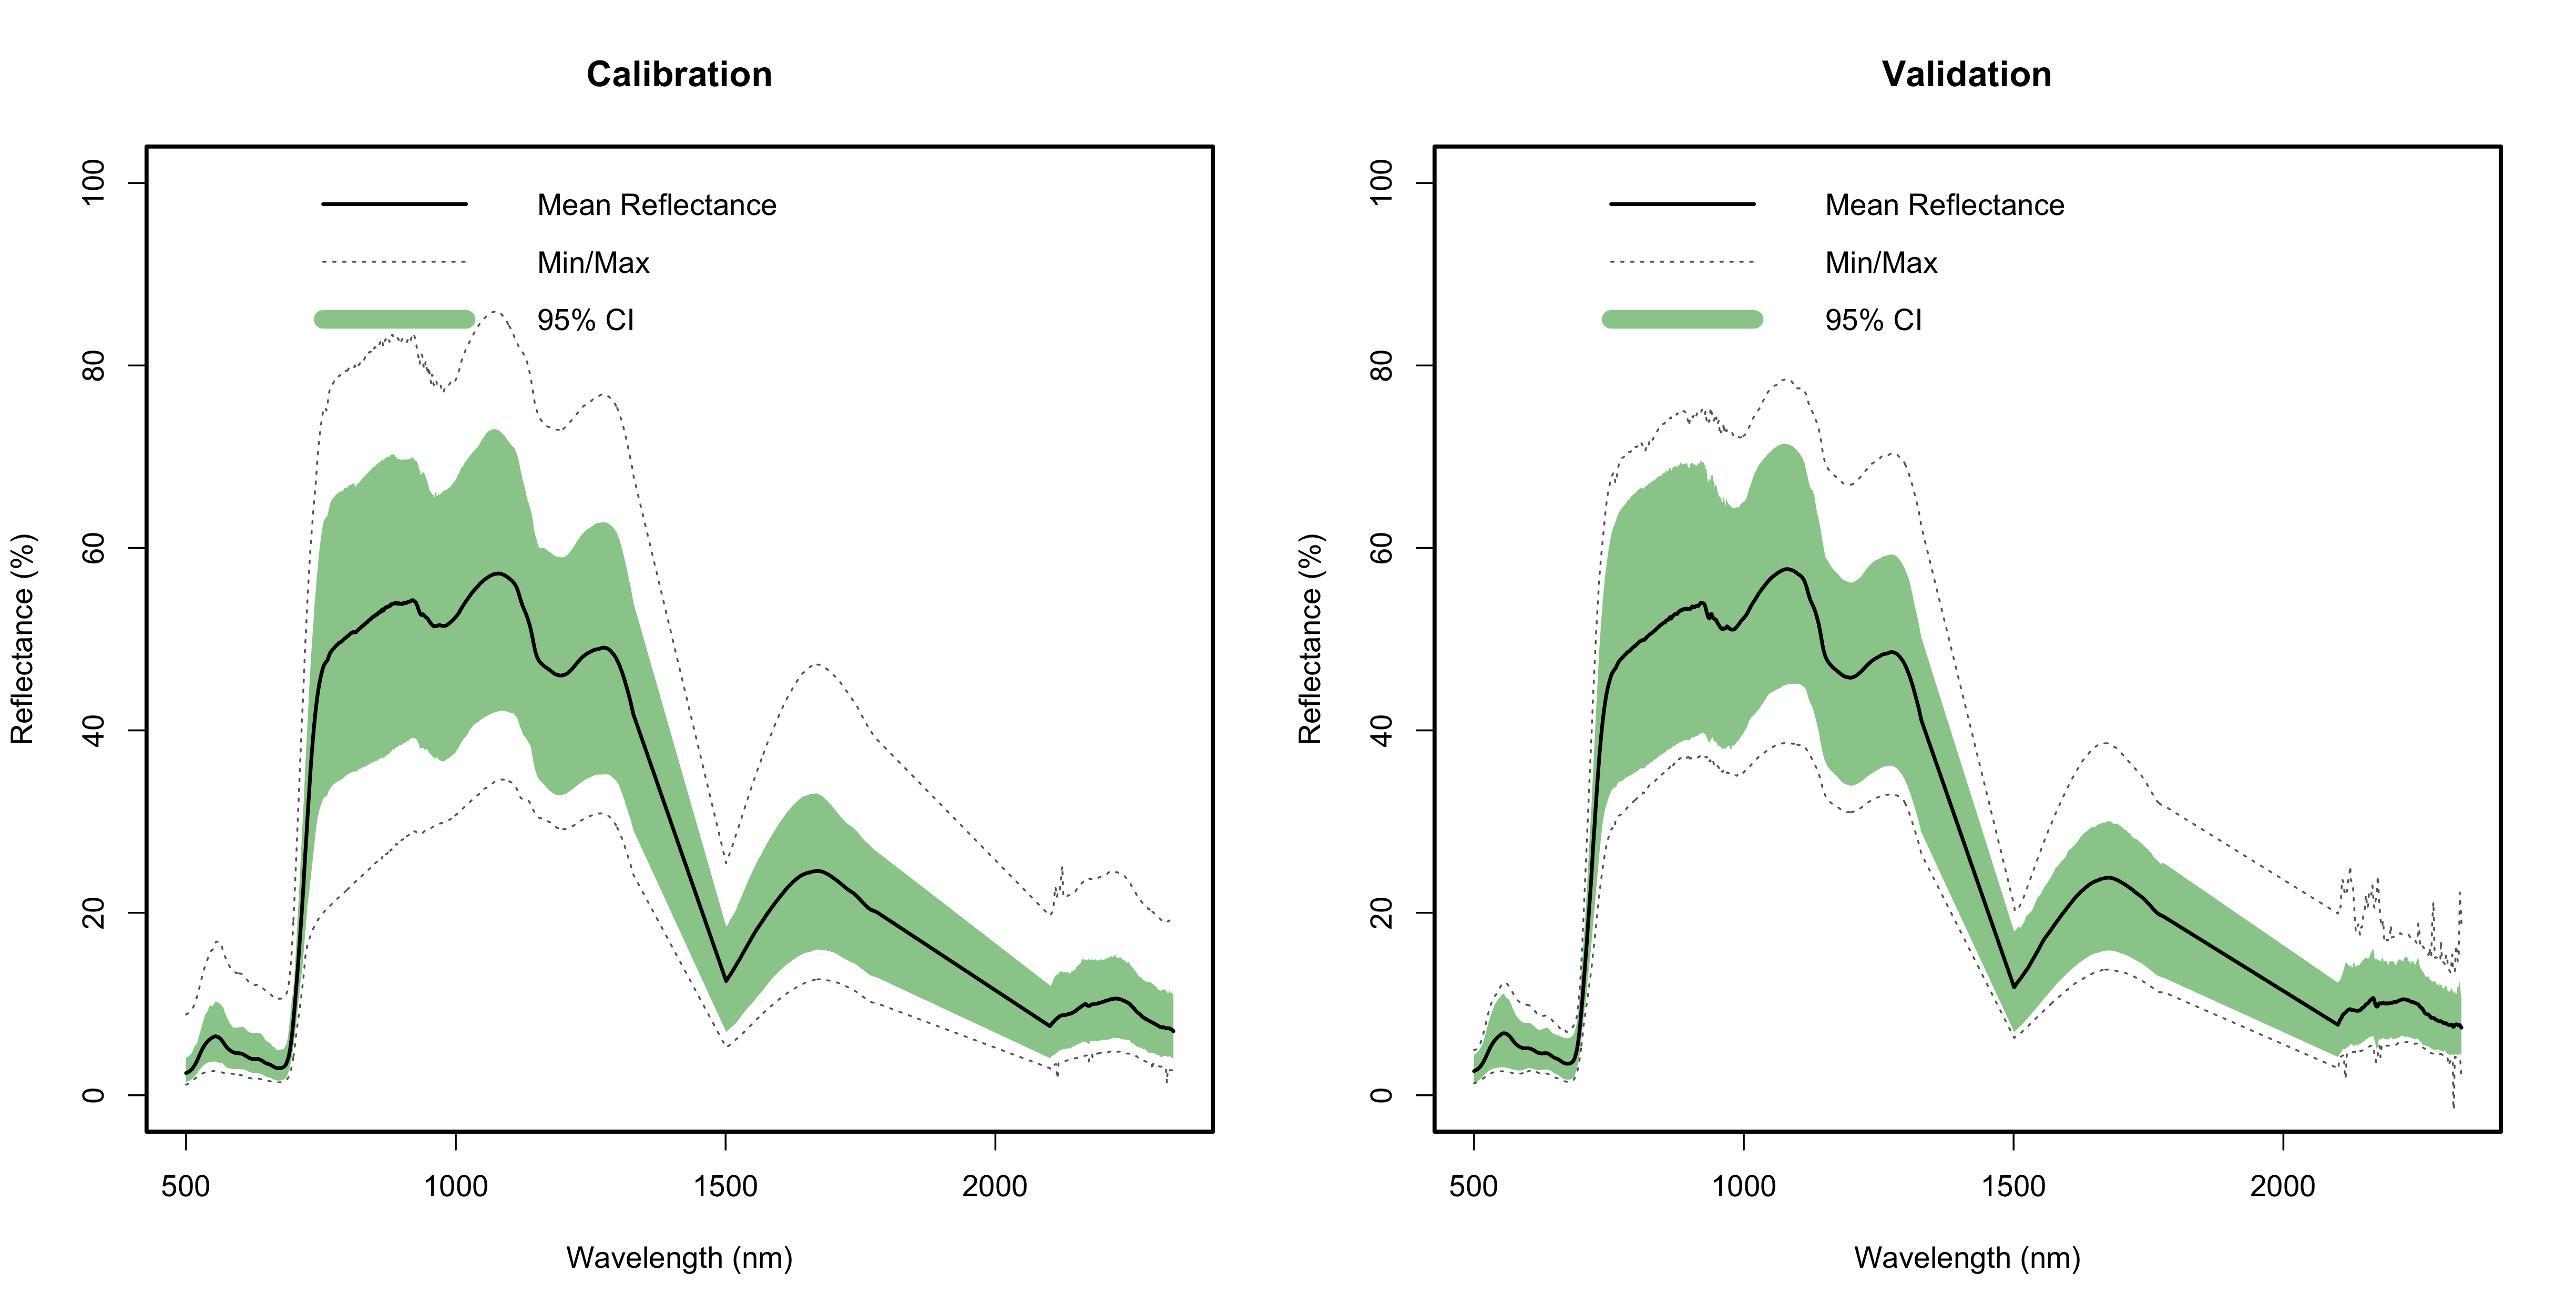 Calibration
Reflectance (%)
100
80
60
40
20
0
Mean Reflectance
Min/Max
95% CI
500 1000 1500 2000
Wavelength (nm)
Validation
Reflectance (%)
100
80
60
40
20
0
Mean Reflectance
Min/Max
95% CI
500 1000 1500 2000
Wavelength (nm)